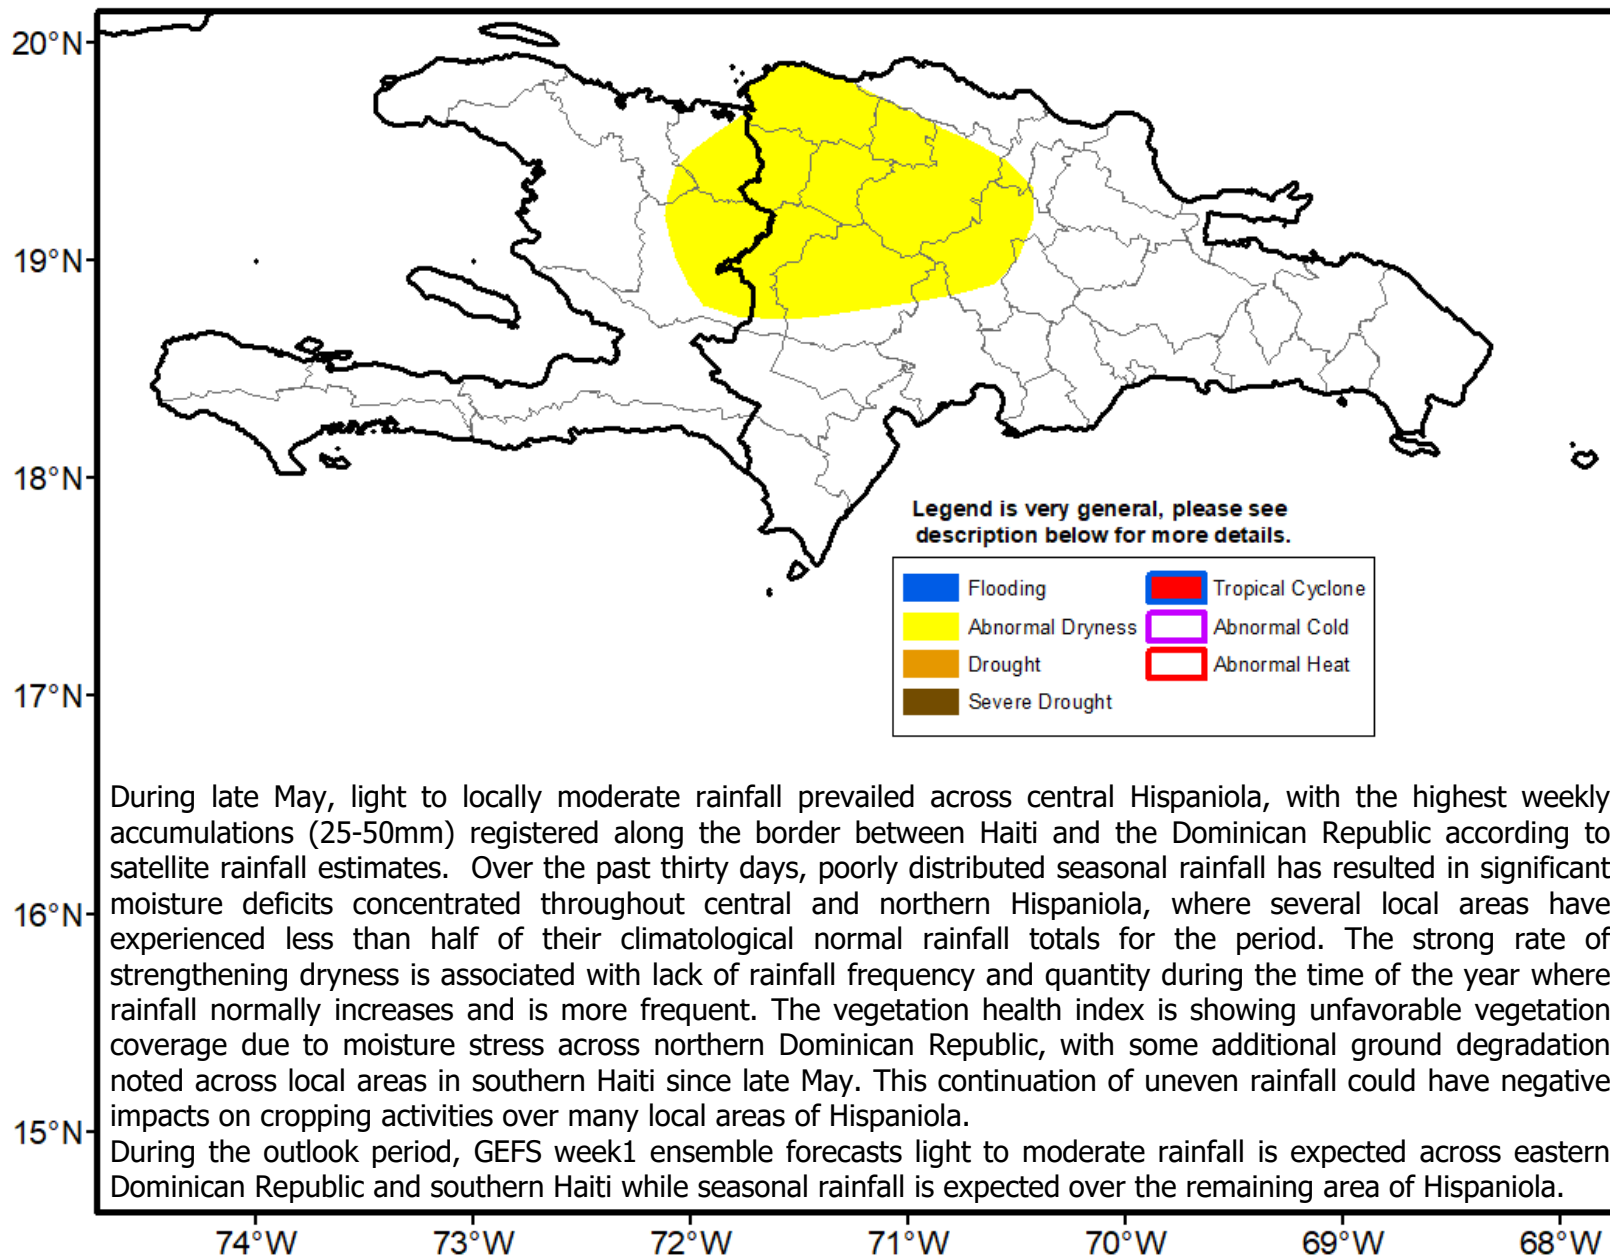 20°N
19°N
18°N
17°N
16°N
15°N
Legend is very general, please see
description below for more details.
Flooding
Abnormal Dryness
Drought
Severe Drought
Tropical Cyclone
Abnormal Cold
Abnormal Heat
During late May, light to locally moderate rainfall prevailed across central Hispaniola, with the highest weekly
accumulations (25-50mm) registered along the border between Haiti and the Dominican Republic according to
satellite rainfall estimates. Over the past thirty days, poorly distributed seasonal rainfall has resulted in significant
moisture deficits concentrated throughout central and northern Hispaniola, where several local areas have
experienced less than half of their climatological normal rainfall totals for the period. The strong rate of
strengthening dryness is associated with lack of rainfall frequency and quantity during the time of the year where
rainfall normally increases and is more frequent. The vegetation health index is showing unfavorable vegetation
coverage due to moisture stress across northern Dominican Republic, with some additional ground degradation
noted across local areas in southern Haiti since late May. This continuation of uneven rainfall could have negative
impacts on cropping activities over many local areas of Hispaniola.
During the outlook period, GEFS week1 ensemble forecasts light to moderate rainfall is expected across eastern
Dominican Republic and southern Haiti while seasonal rainfall is expected over the remaining area of Hispaniola.
74°W
73°W
72°W
71°W
70°W
69°W
68°W